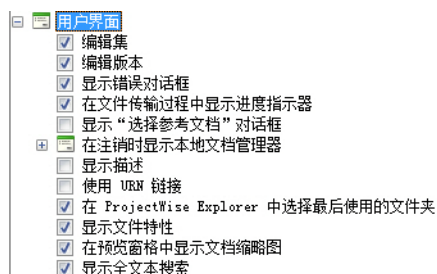 用户界面
编辑集
编辑版本
显示错误对话框
在文件传输过程中显示进度指示器
显示“选择参考文档”对话框
在注销时显示本地文档管理器
显示描述
使用 URN 链接
在 ProjectWise Explorer 中选择最后使用的文件夹
显示文件特性
在预览窗格中显示文档缩略图
显示全文本搜索